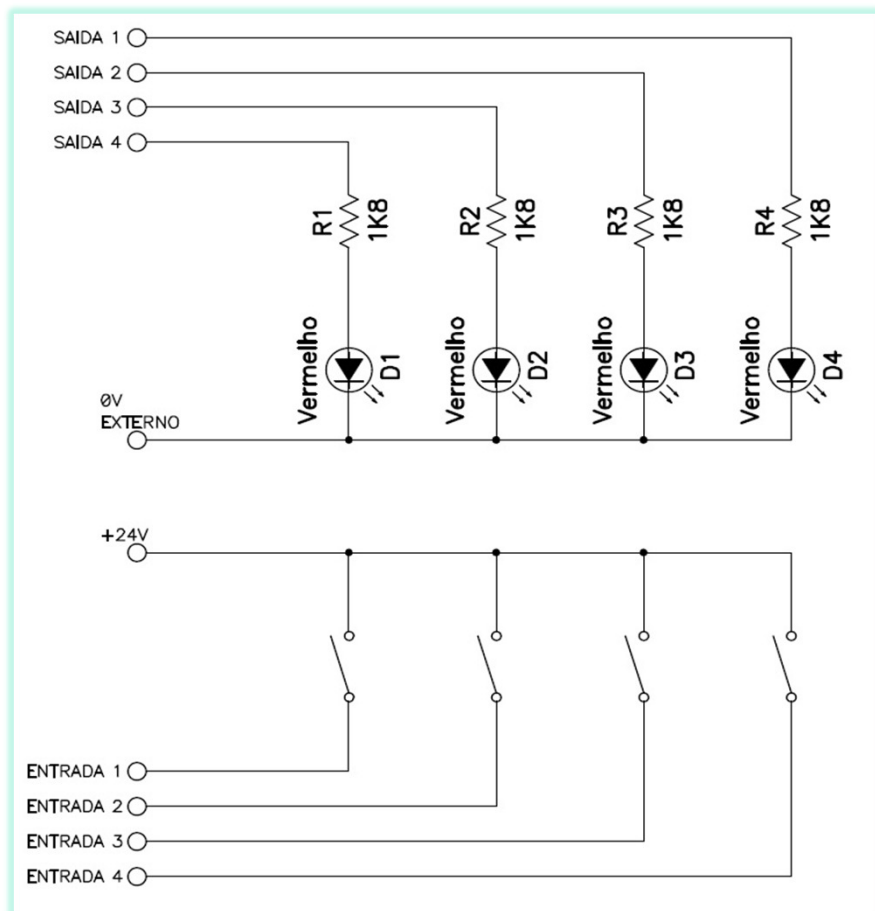 SAIDA 1
SAIDA 2
SAIDA 3
SAIDA 4
R1
1K8
R2
1K8
R3
1K8
R4
1K8
Vermelho
D1
Vermelho
D2
Vermelho
D3
Vermelho
D4
0V
EXTERNO
+24V
ENTRADA 1
ENTRADA 2
ENTRADA 3
ENTRADA 4